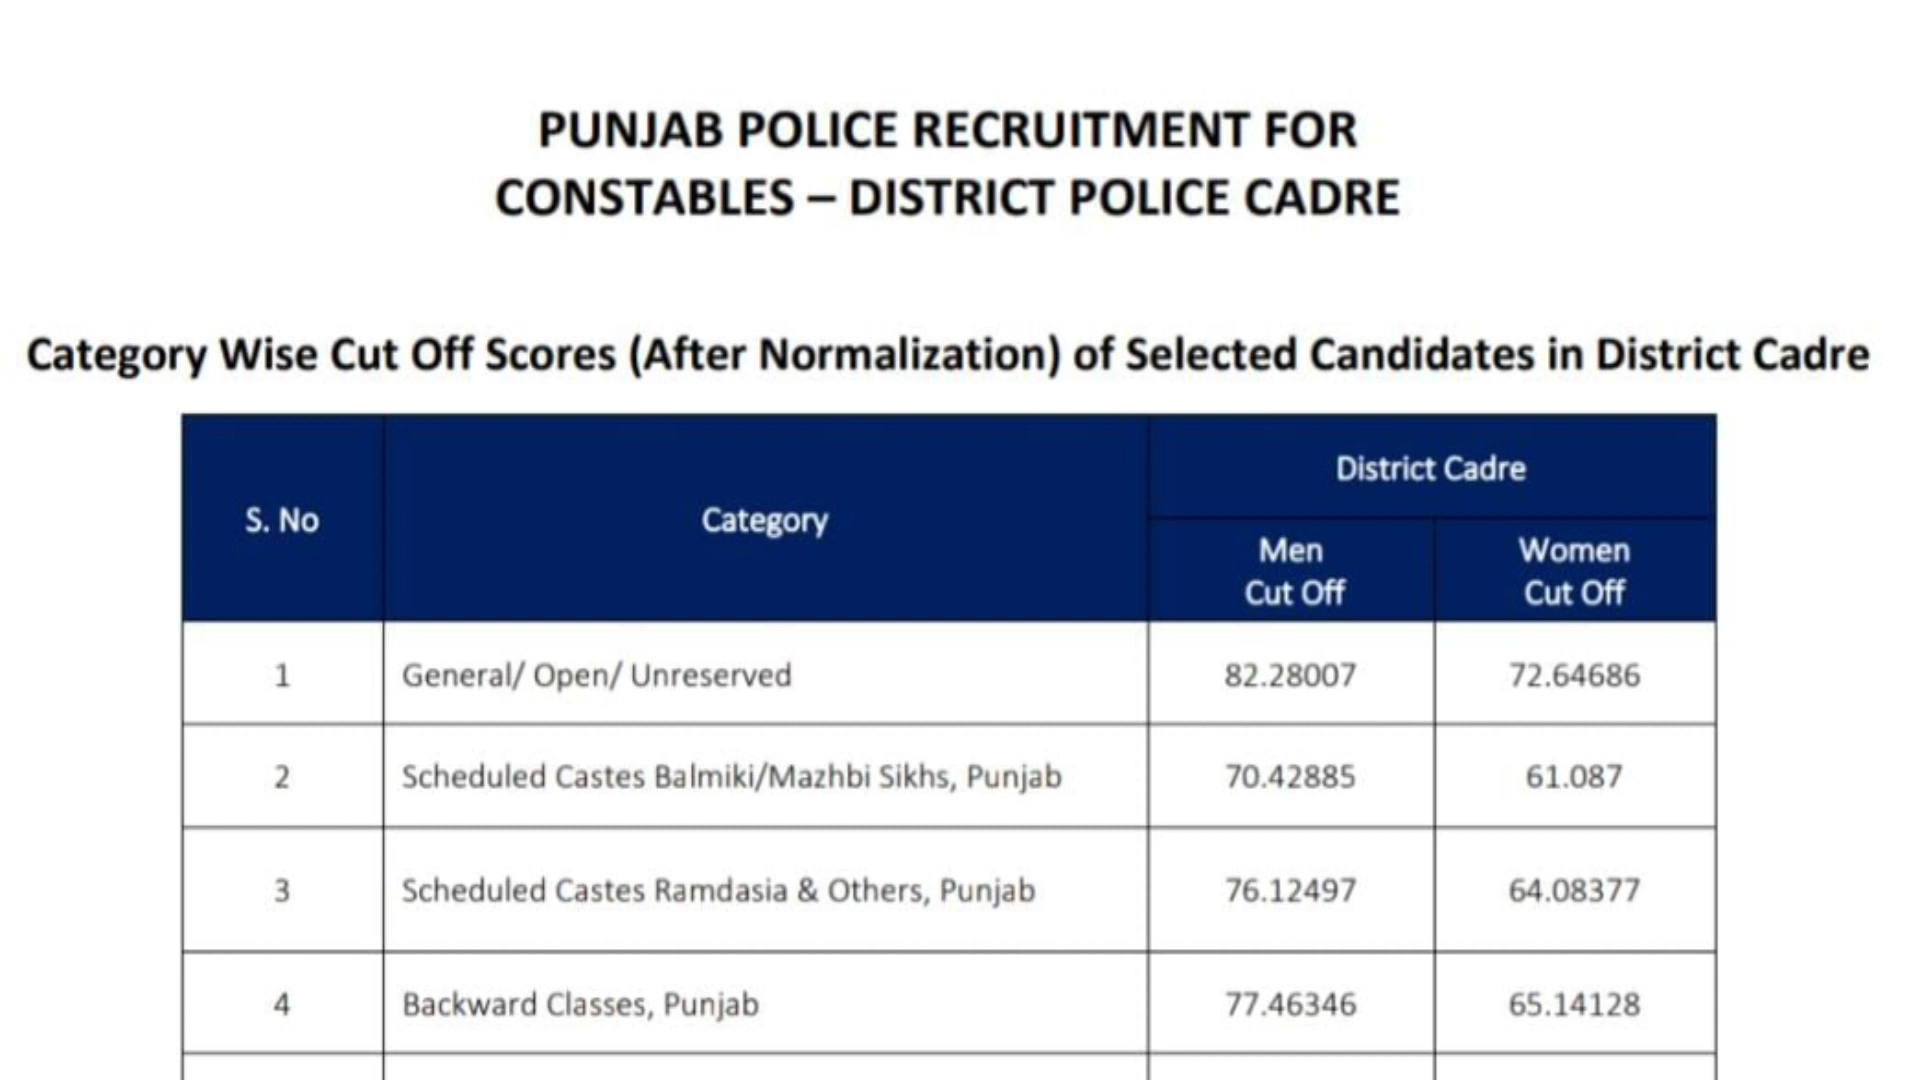 PUNJAB POLICE RECRUITMENT FOR
CONSTABLES – DISTRICT POLICE CADRE
Category Wise Cut Off Scores (After Normalization) of Selected Candidates in District Cadre
S. No Category District Cadre
Men Cut Off Women Cut Off
1 General/ Open/ Unreserved 82.28007 72.64686
2 Scheduled Castes Balmiki/Mazhbi Sikhs, Punjab 70.42885 61.087
3 Scheduled Castes Ramdasia & Others, Punjab 76.12497 64.08377
4 Backward Classes, Punjab 77.46346 65.14128